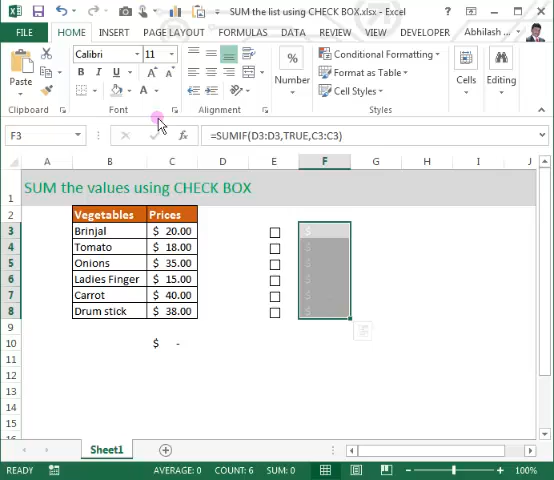 SUM the list using CHECK BOX.xlsx - Excel
FILE HOME INSERT PAGE LAYOUT FORMULAS DATA REVIEW VIEW DEVELOPER Abhilash ...
Calibri 11
Paste
B I U
A A
A
%
Number
Conditional Formatting
Format as Table
Cell Styles
Cells
Editing
Clipboard Font Alignment Styles
F3 fx =SUMIF(D3:D3,TRUE,C3:C3)
A B C D E F G H I J
1 SUM the values using CHECK BOX
2 Vegetables Prices
3 Brinjal $ 20.00 $
4 Tomato $ 18.00 $
5 Onions $ 35.00 $
6 Ladies Finger $ 15.00 $
7 Carrot $ 40.00 $
8 Drum stick $ 38.00 $
9
10 $ -
11
12
13
14
15
16
Sheet1
READY AVERAGE: 0 COUNT: 6 SUM: 0 100%